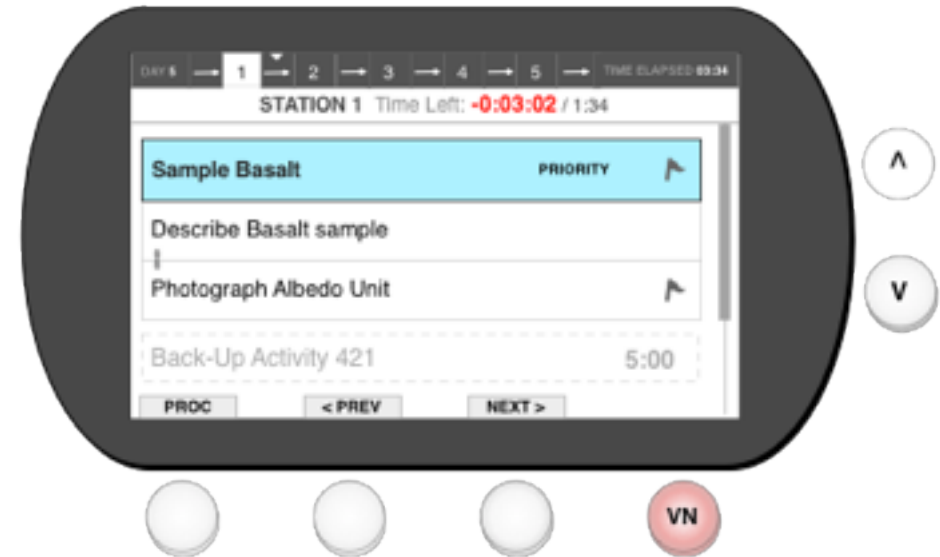 DAY 5 → 1 → 2 → 3 → 4 → 5 → TIME ELAPSED 03:34
STATION 1 Time Left: -0:03:02 / 1:34
Sample Basalt PRIORITY
Describe Basalt sample
Photograph Albedo Unit
Back-Up Activity 421 5:00
PROC < PREV NEXT >
VN
Λ
V